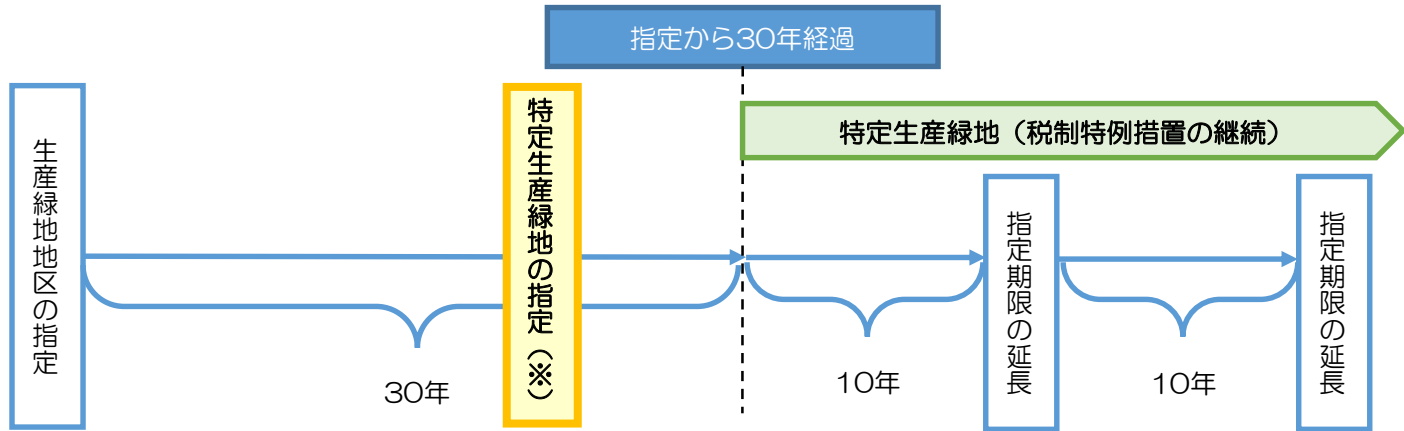 指定から30年経過
生産緑地地区の指定
特定生産緑地の指定（※）
特定生産緑地（税制特例措置の継続）
指定期限の延長
指定期限の延長
30年
10年
10年